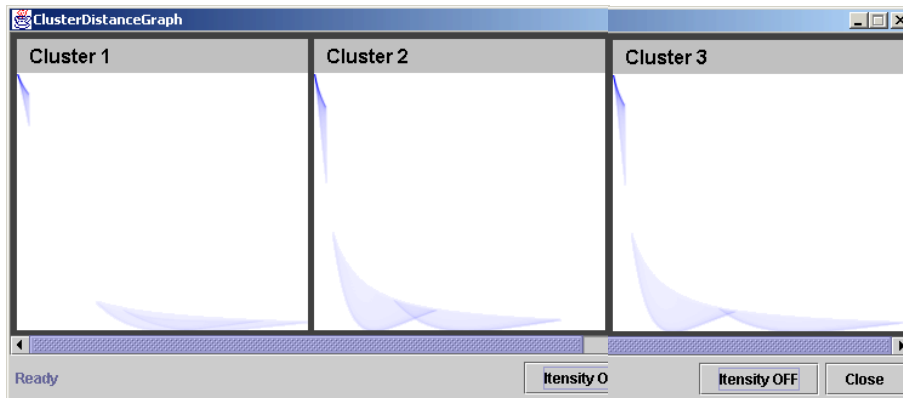 ClusterDistanceGraph
Cluster 1
Cluster 2
Cluster 3
Ready
Itensity O
Itensity OFF
Close